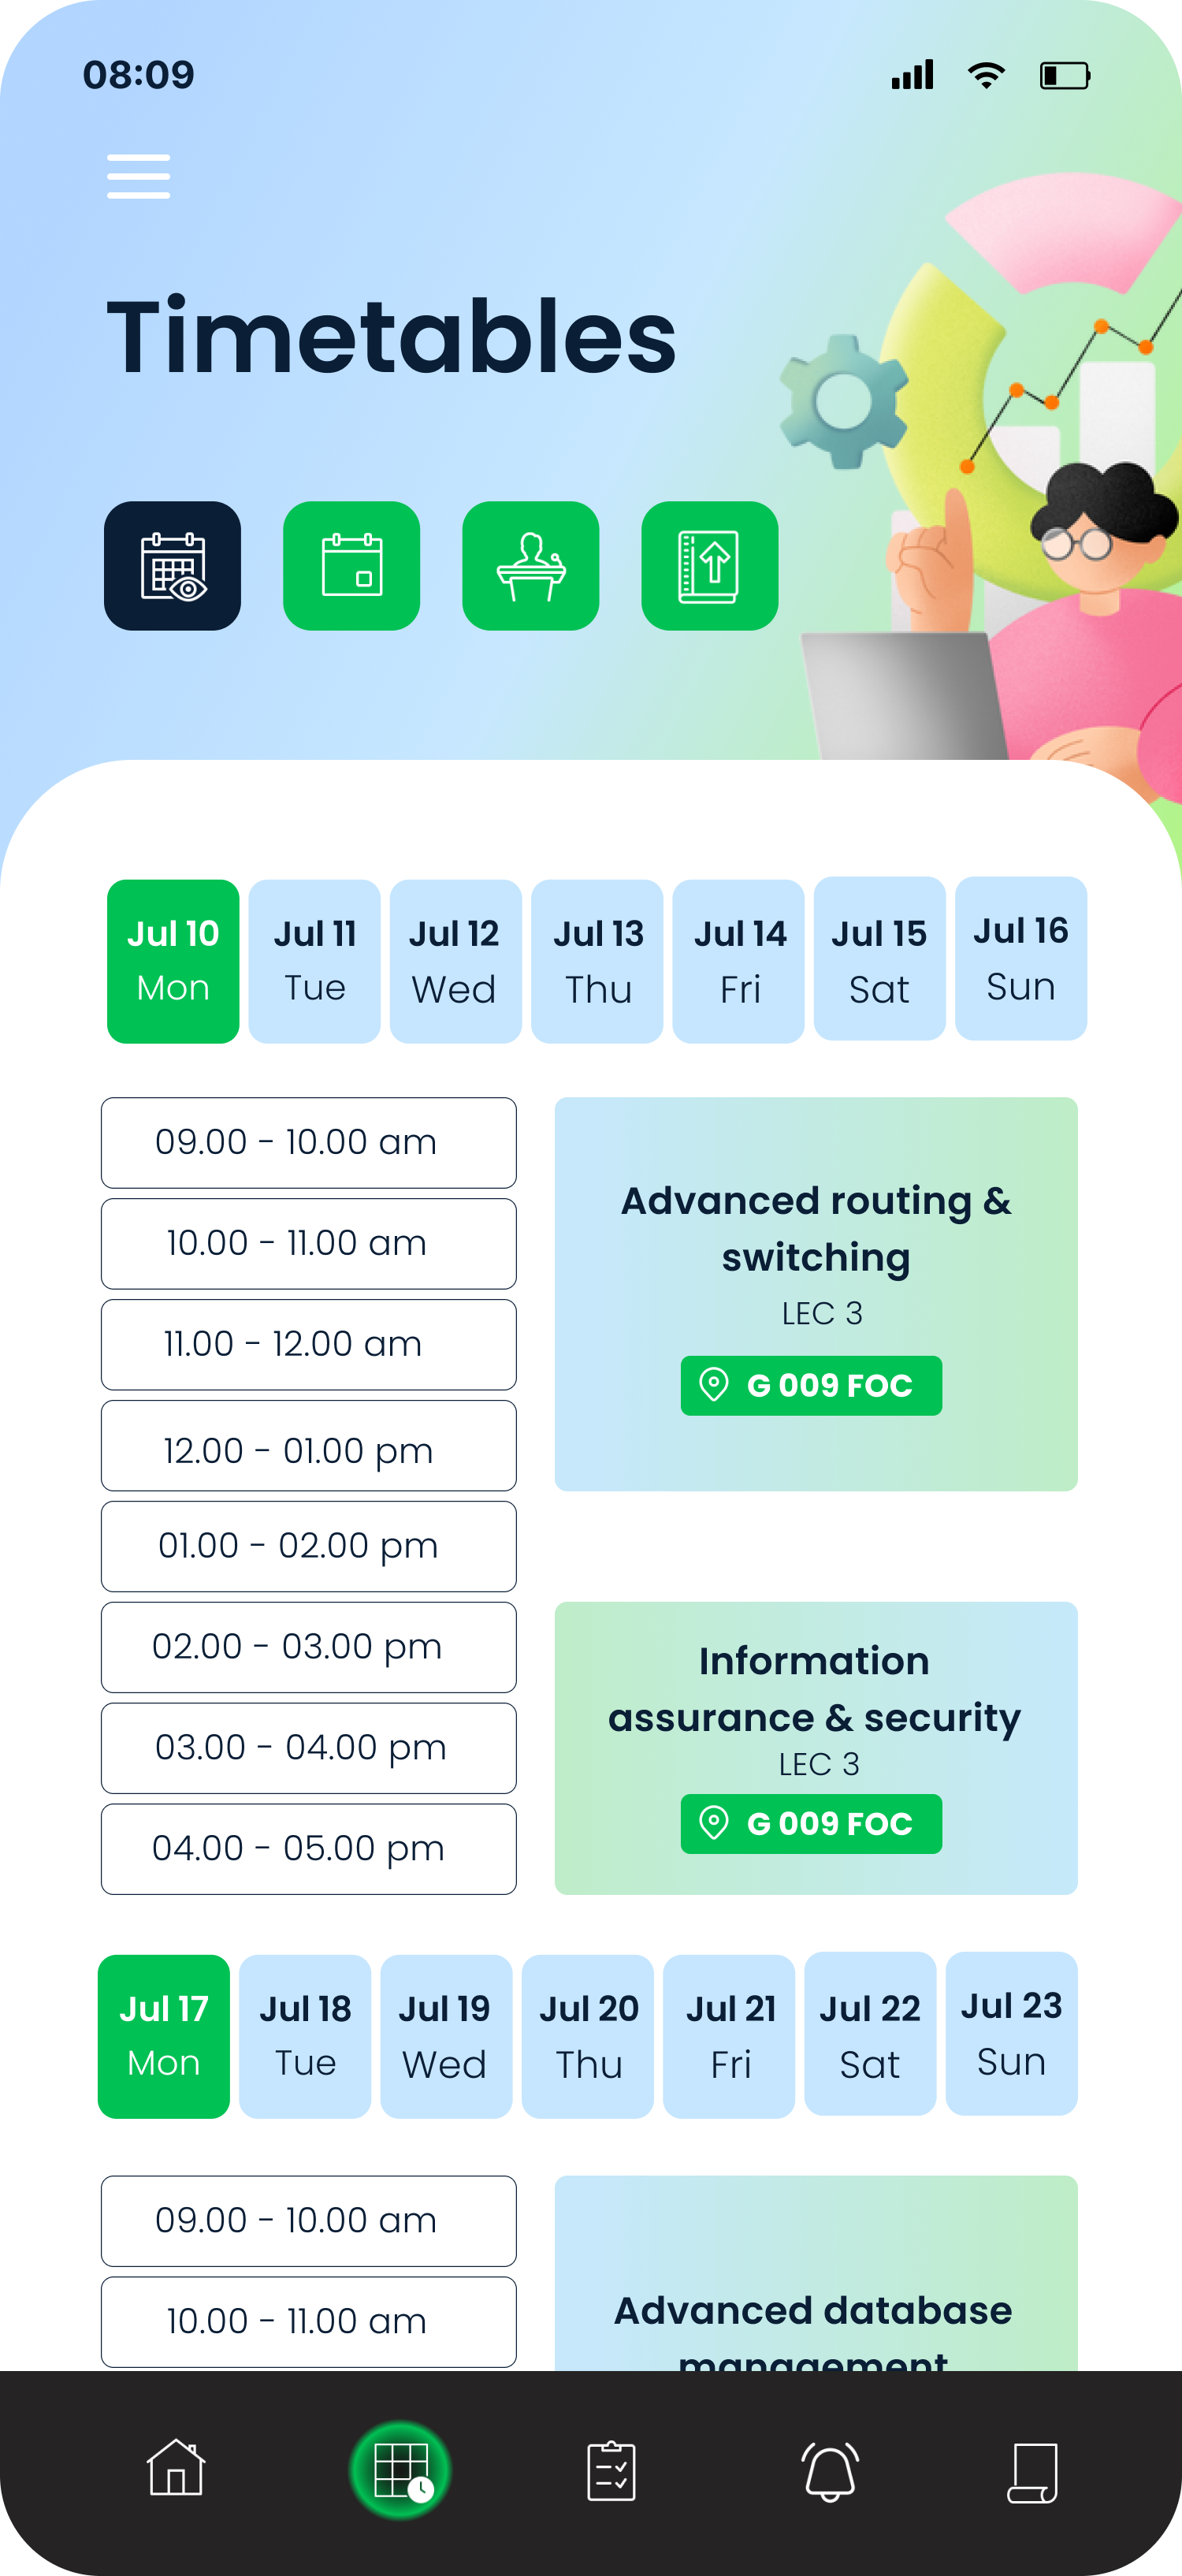 08:09
Timetables
Jul 10 Jul 11 Jul 12 Jul 13 Jul 14 Jul 15 Jul 16
Mon Tue Wed Thu Fri Sat Sun
09.00 - 10.00 am
10.00 - 11.00 am
11.00 - 12.00 am
12.00 - 01.00 pm
01.00 - 02.00 pm
02.00 - 03.00 pm
03.00 - 04.00 pm
04.00 - 05.00 pm
Advanced routing &
switching
LEC 3
G 009 FOC
Information
assurance & security
LEC 3
G 009 FOC
Jul 17 Jul 18 Jul 19 Jul 20 Jul 21 Jul 22 Jul 23
Mon Tue Wed Thu Fri Sat Sun
09.00 - 10.00 am
10.00 - 11.00 am
Advanced database
management